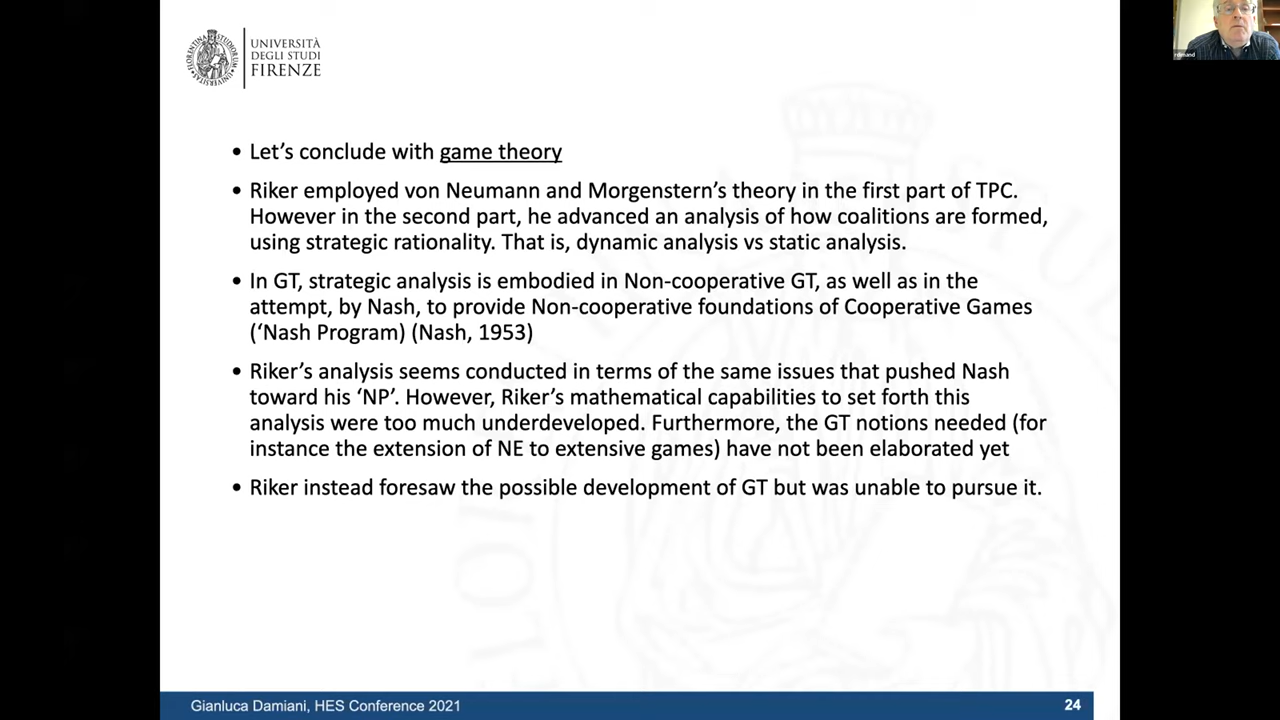 UNIVERSITÀ
DEGLI STUDI
FIRENZE
• Let's conclude with game theory
• Riker employed von Neumann and Morgenstern's theory in the first part of TPC.
However in the second part, he advanced an analysis of how coalitions are formed,
using strategic rationality. That is, dynamic analysis vs static analysis.
• In GT, strategic analysis is embodied in Non-cooperative GT, as well as in the
attempt, by Nash, to provide Non-cooperative foundations of Cooperative Games
('Nash Program) (Nash, 1953)
• Riker's analysis seems conducted in terms of the same issues that pushed Nash
toward his 'NP'. However, Riker's mathematical capabilities to set forth this
analysis were too much underdeveloped. Furthermore, the GT notions needed (for
instance the extension of NE to extensive games) have not been elaborated yet
• Riker instead foresaw the possible development of GT but was unable to pursue it.
Gianluca Damiani, HES Conference 2021
24